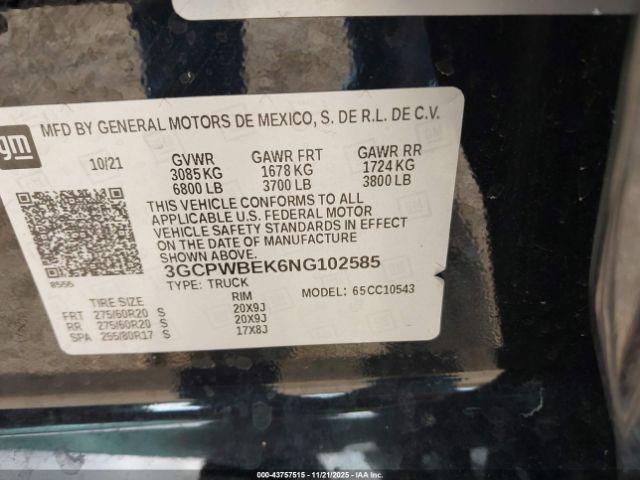 gm
MFD BY GENERAL MOTORS DE MEXICO, S. DE R.L. DE C.V.
10/21 GVWR GAWR FRT GAWR RR
3085 KG 1678 KG 1724 KG
6800 LB 3700 LB 3800 LB
THIS VEHICLE CONFORMS TO ALL
APPLICABLE U.S. FEDERAL MOTOR
VEHICLE SAFETY STANDARDS IN EFFECT
ON THE DATE OF MANUFACTURE
SHOWN ABOVE.
3GCPWBEK6NG102585
8555
TYPE: TRUCK MODEL: 65CC10543
TIRE SIZE RIM
FRT 275/60R20 S 20X9J
RR 275/60R20 S 20X9J
SPA 255/80R17 S 17X8J
© - 43757515 - 11/21/2025 - IAA Inc.